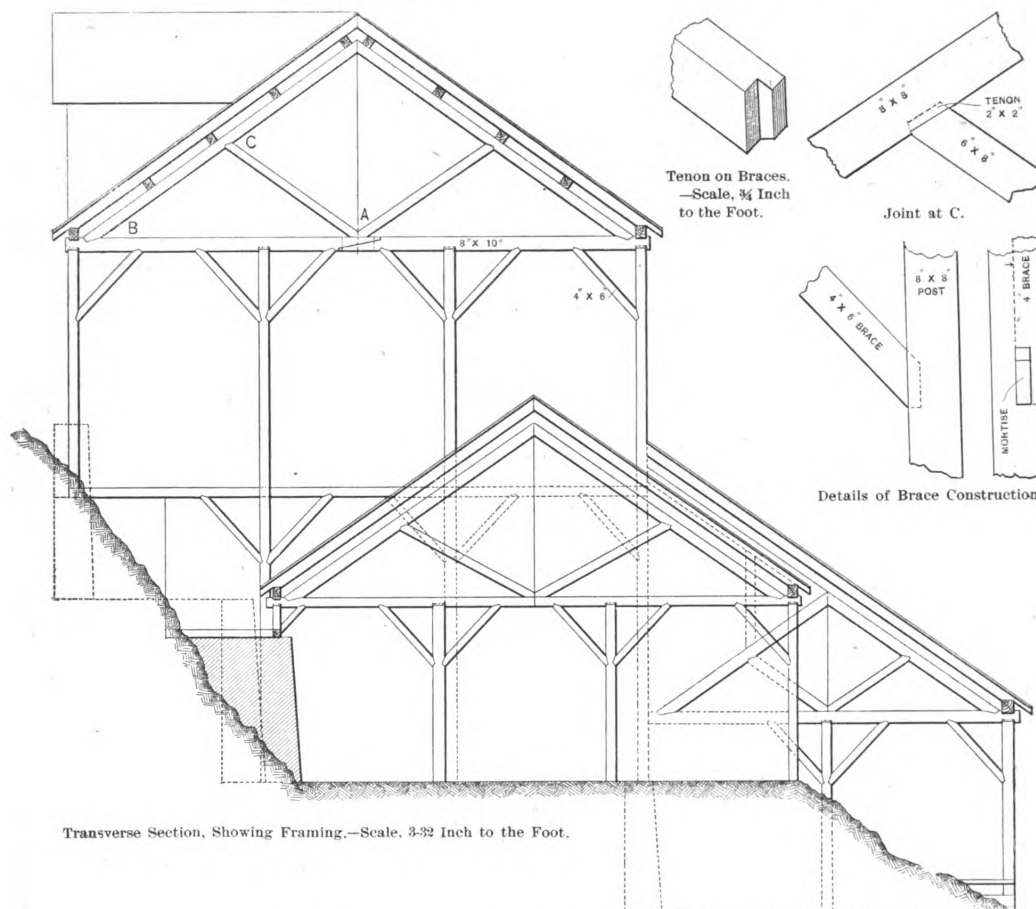 C
A
B
8" X 10"
4" X 6"
Tenon on Braces.
—Scale, ¾ Inch
to the Foot.
8" X 8"
TENON
2" X 2"
6" X 8"
Joint at C.
4" X 6" BRACE
8" X 8"
POST
4" BRACE
MORTISE
Details of Brace Construction
Transverse Section, Showing Framing.—Scale. 3-32 Inch to the Foot.